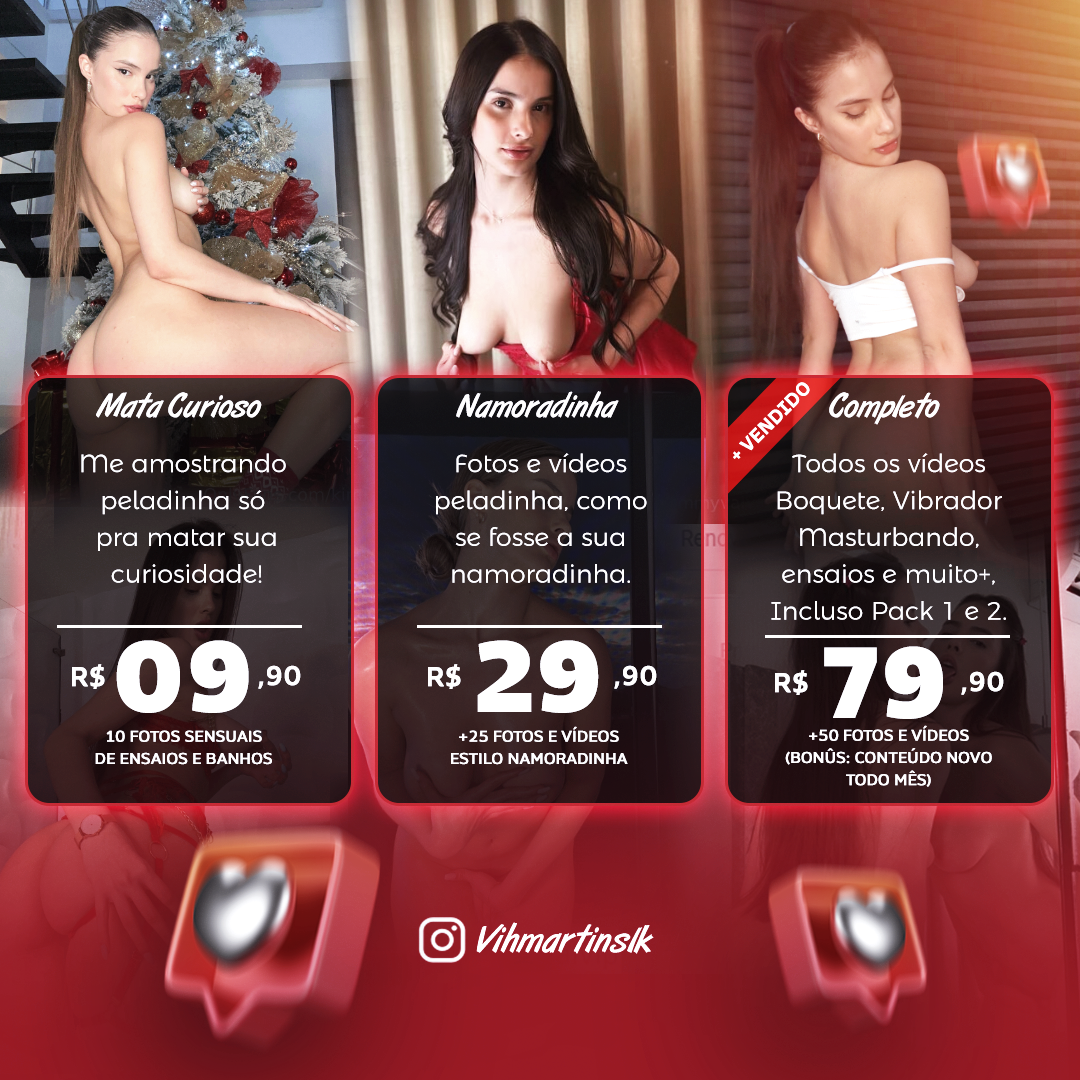 Mata Curioso
Me amostrando
peladinha só
pra matar sua
curiosidade!
R$ 09,90
10 FOTOS SENSUAIS
DE ENSAIOS E BANHOS
Namoradinha
Fotos e vídeos
peladinha, como
se fosse a sua
namoradinha.
R$ 29,90
+25 FOTOS E VÍDEOS
ESTILO NAMORADINHA
+ VENDIDO
Completo
Todos os vídeos
Boquete, Vibrador
Masturbando,
ensaios e muito+,
Incluso Pack 1 e 2.
R$ 79,90
+50 FOTOS E VÍDEOS
(BONÛS: CONTEÚDO NOVO
TODO MÊS)
Vihmartinslk